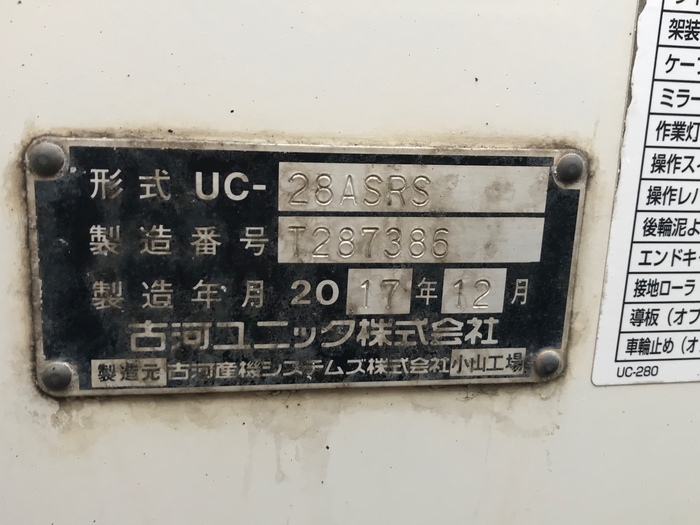 形式 UC-28ASRS
製造番号 T287386
製造年月 2017年12月
古河ユニック株式会社
製造元 古河産機システムズ株式会社 小山工場
架装
ケー
ミラー
作業灯
操作ス
操作レバ
後輪泥よ
エンドキ
接地ローラ
導板（オプ
車輪止め（オ
UC-280